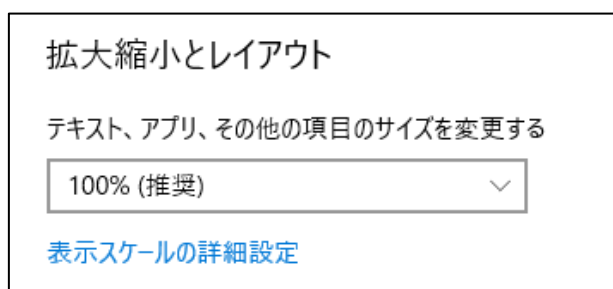 拡大縮小とレイアウト
テキスト、アプリ、その他の項目のサイズを変更する
100% (推奨)
表示スケールの詳細設定